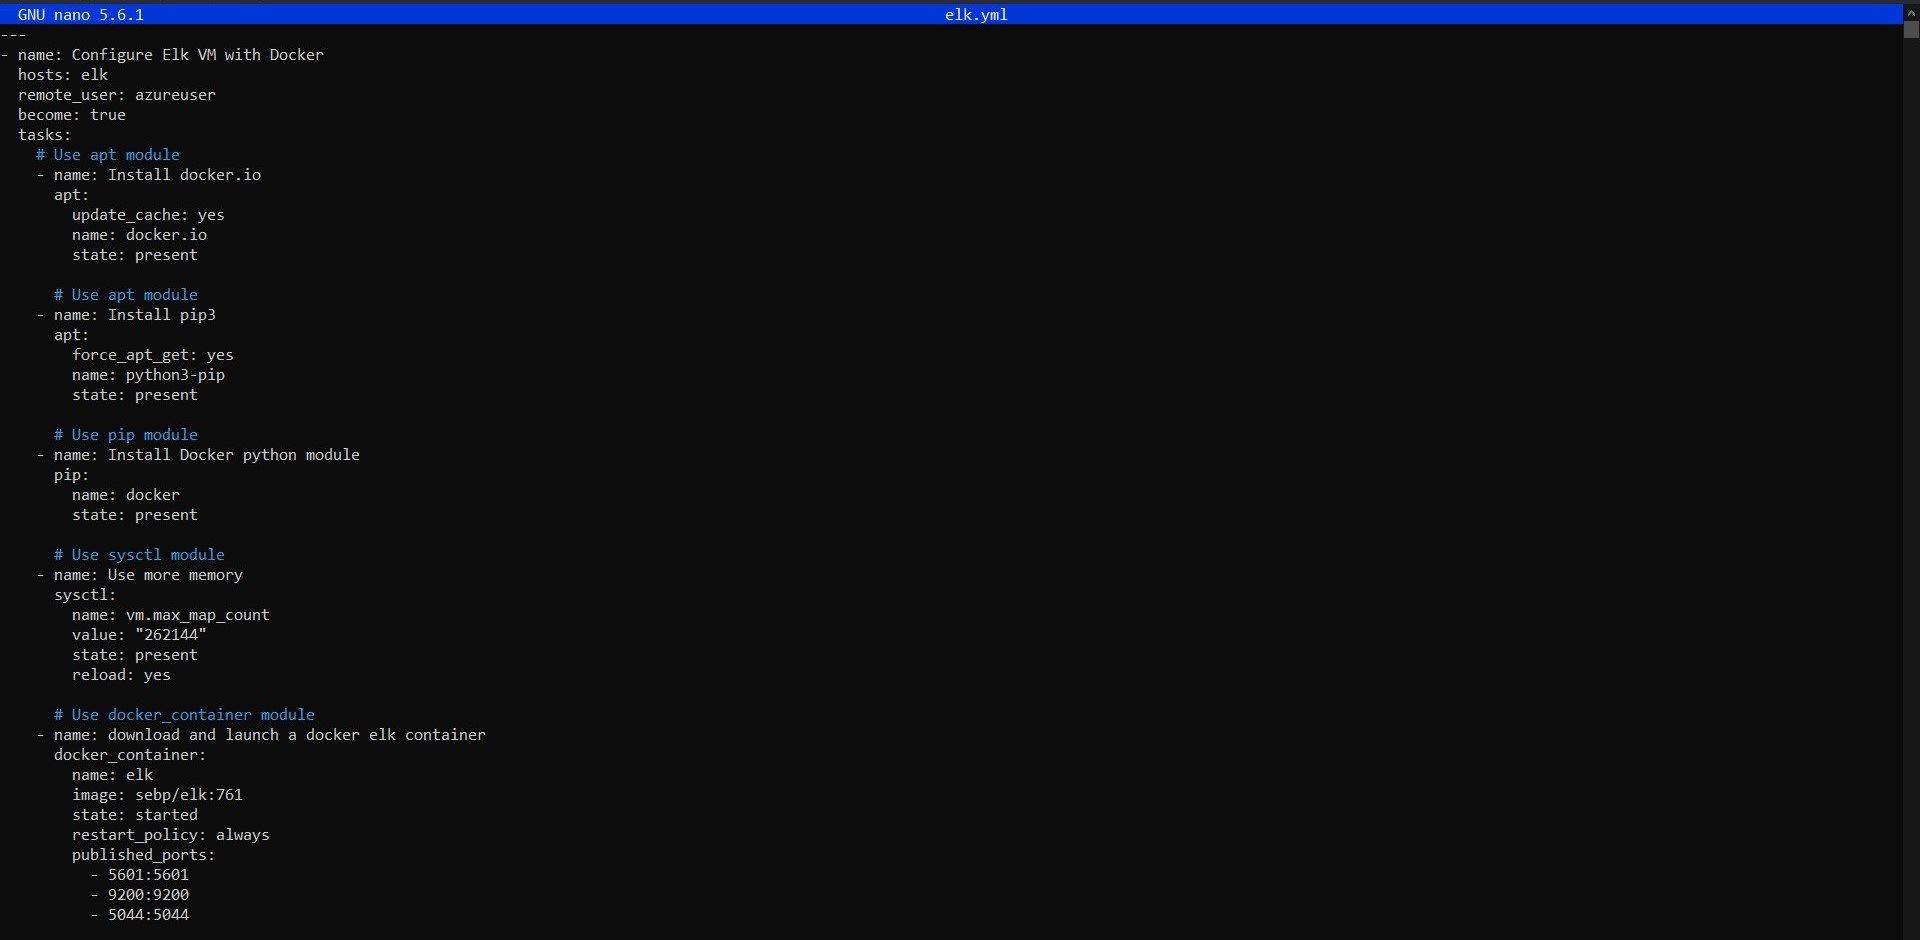 GNU nano 5.6.1 elk.yml
---
- name: Configure Elk VM with Docker
  hosts: elk
  remote_user: azureuser
  become: true
  tasks:
    # Use apt module
    - name: Install docker.io
      apt:
        update_cache: yes
        name: docker.io
        state: present

      # Use apt module
    - name: Install pip3
      apt:
        force_apt_get: yes
        name: python3-pip
        state: present

      # Use pip module
    - name: Install Docker python module
      pip:
        name: docker
        state: present

      # Use sysctl module
    - name: Use more memory
      sysctl:
        name: vm.max_map_count
        value: "262144"
        state: present
        reload: yes

      # Use docker_container module
    - name: download and launch a docker elk container
      docker_container:
        name: elk
        image: sebp/elk:761
        state: started
        restart_policy: always
        published_ports:
          - 5601:5601
          - 9200:9200
          - 5044:5044